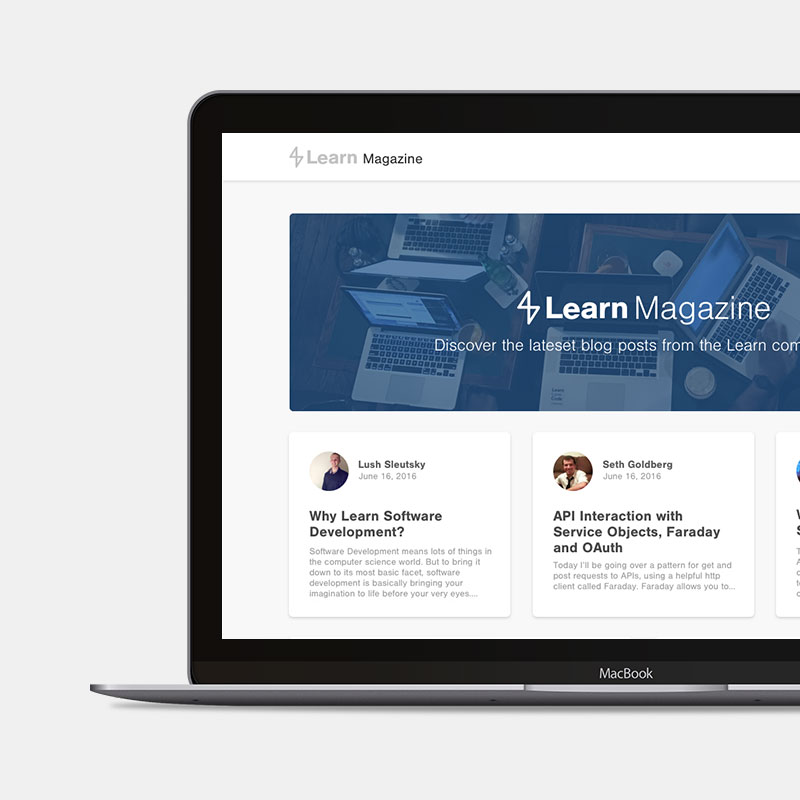 Learn Magazine
Learn Magazine
Discover the lateset blog posts from the Learn
Lush Sleutsky
June 16, 2016
Why Learn Software
Development?
Software Development means lots of things in
the computer science world. But to bring it
down to its most basic facet, software
development is basically bringing your
imagination to life before your very eyes....
Seth Goldberg
June 16, 2016
API Interaction with
Service Objects, Faraday
and OAuth
Today I'll be going over a pattern for get and
post requests to APIs, using a helpful http
client called Faraday. Faraday allows you to...
MacBook